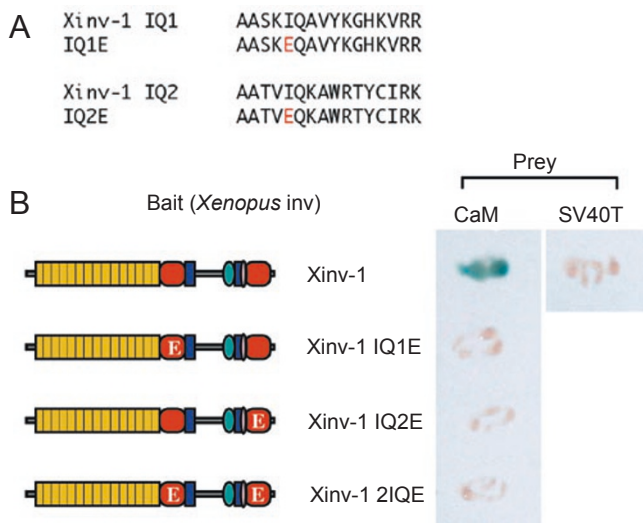 A
Xinv-1 IQ1 AASKIQAVYKGHKVRR
IQ1E AASKEQAVYKGHKVRR
Xinv-1 IQ2 AATVIQKAWRTYCIRK
IQ2E AATVEQKAWRTYCIRK
Prey
B Bait (Xenopus inv) CaM SV40T
Xinv-1
E Xinv-1 IQ1E
E Xinv-1 IQ2E
E E Xinv-1 2IQE